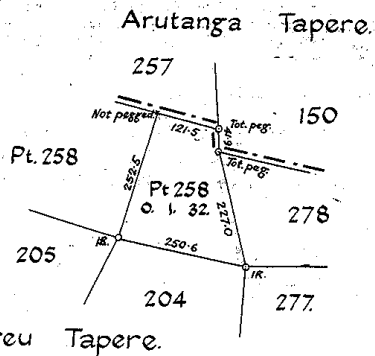 Arutanga Tapere.
257
150
Not pegged.
Tot. peg.
121.5
Tot. peg.
Pt. 258
252.5
Pt 258
0. 1. 32.
227.0
278
205
IR.
250.6
IR.
204
277.
reu Tapere.